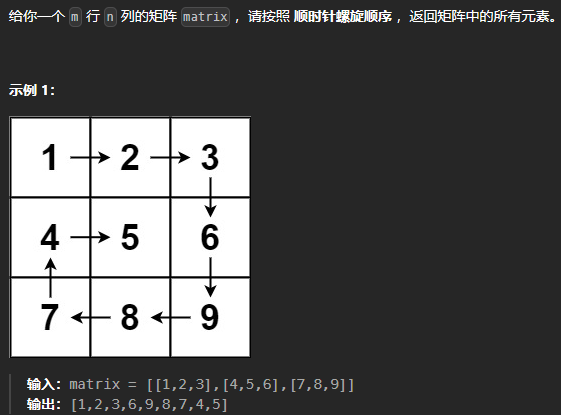 给你一个 m 行 n 列的矩阵 matrix ，请按照 顺时针螺旋顺序 ，返回矩阵中的所有元素。
示例 1：
1 2 3
4 5 6
7 8 9
输入：matrix = [[1,2,3],[4,5,6],[7,8,9]]
输出：[1,2,3,6,9,8,7,4,5]